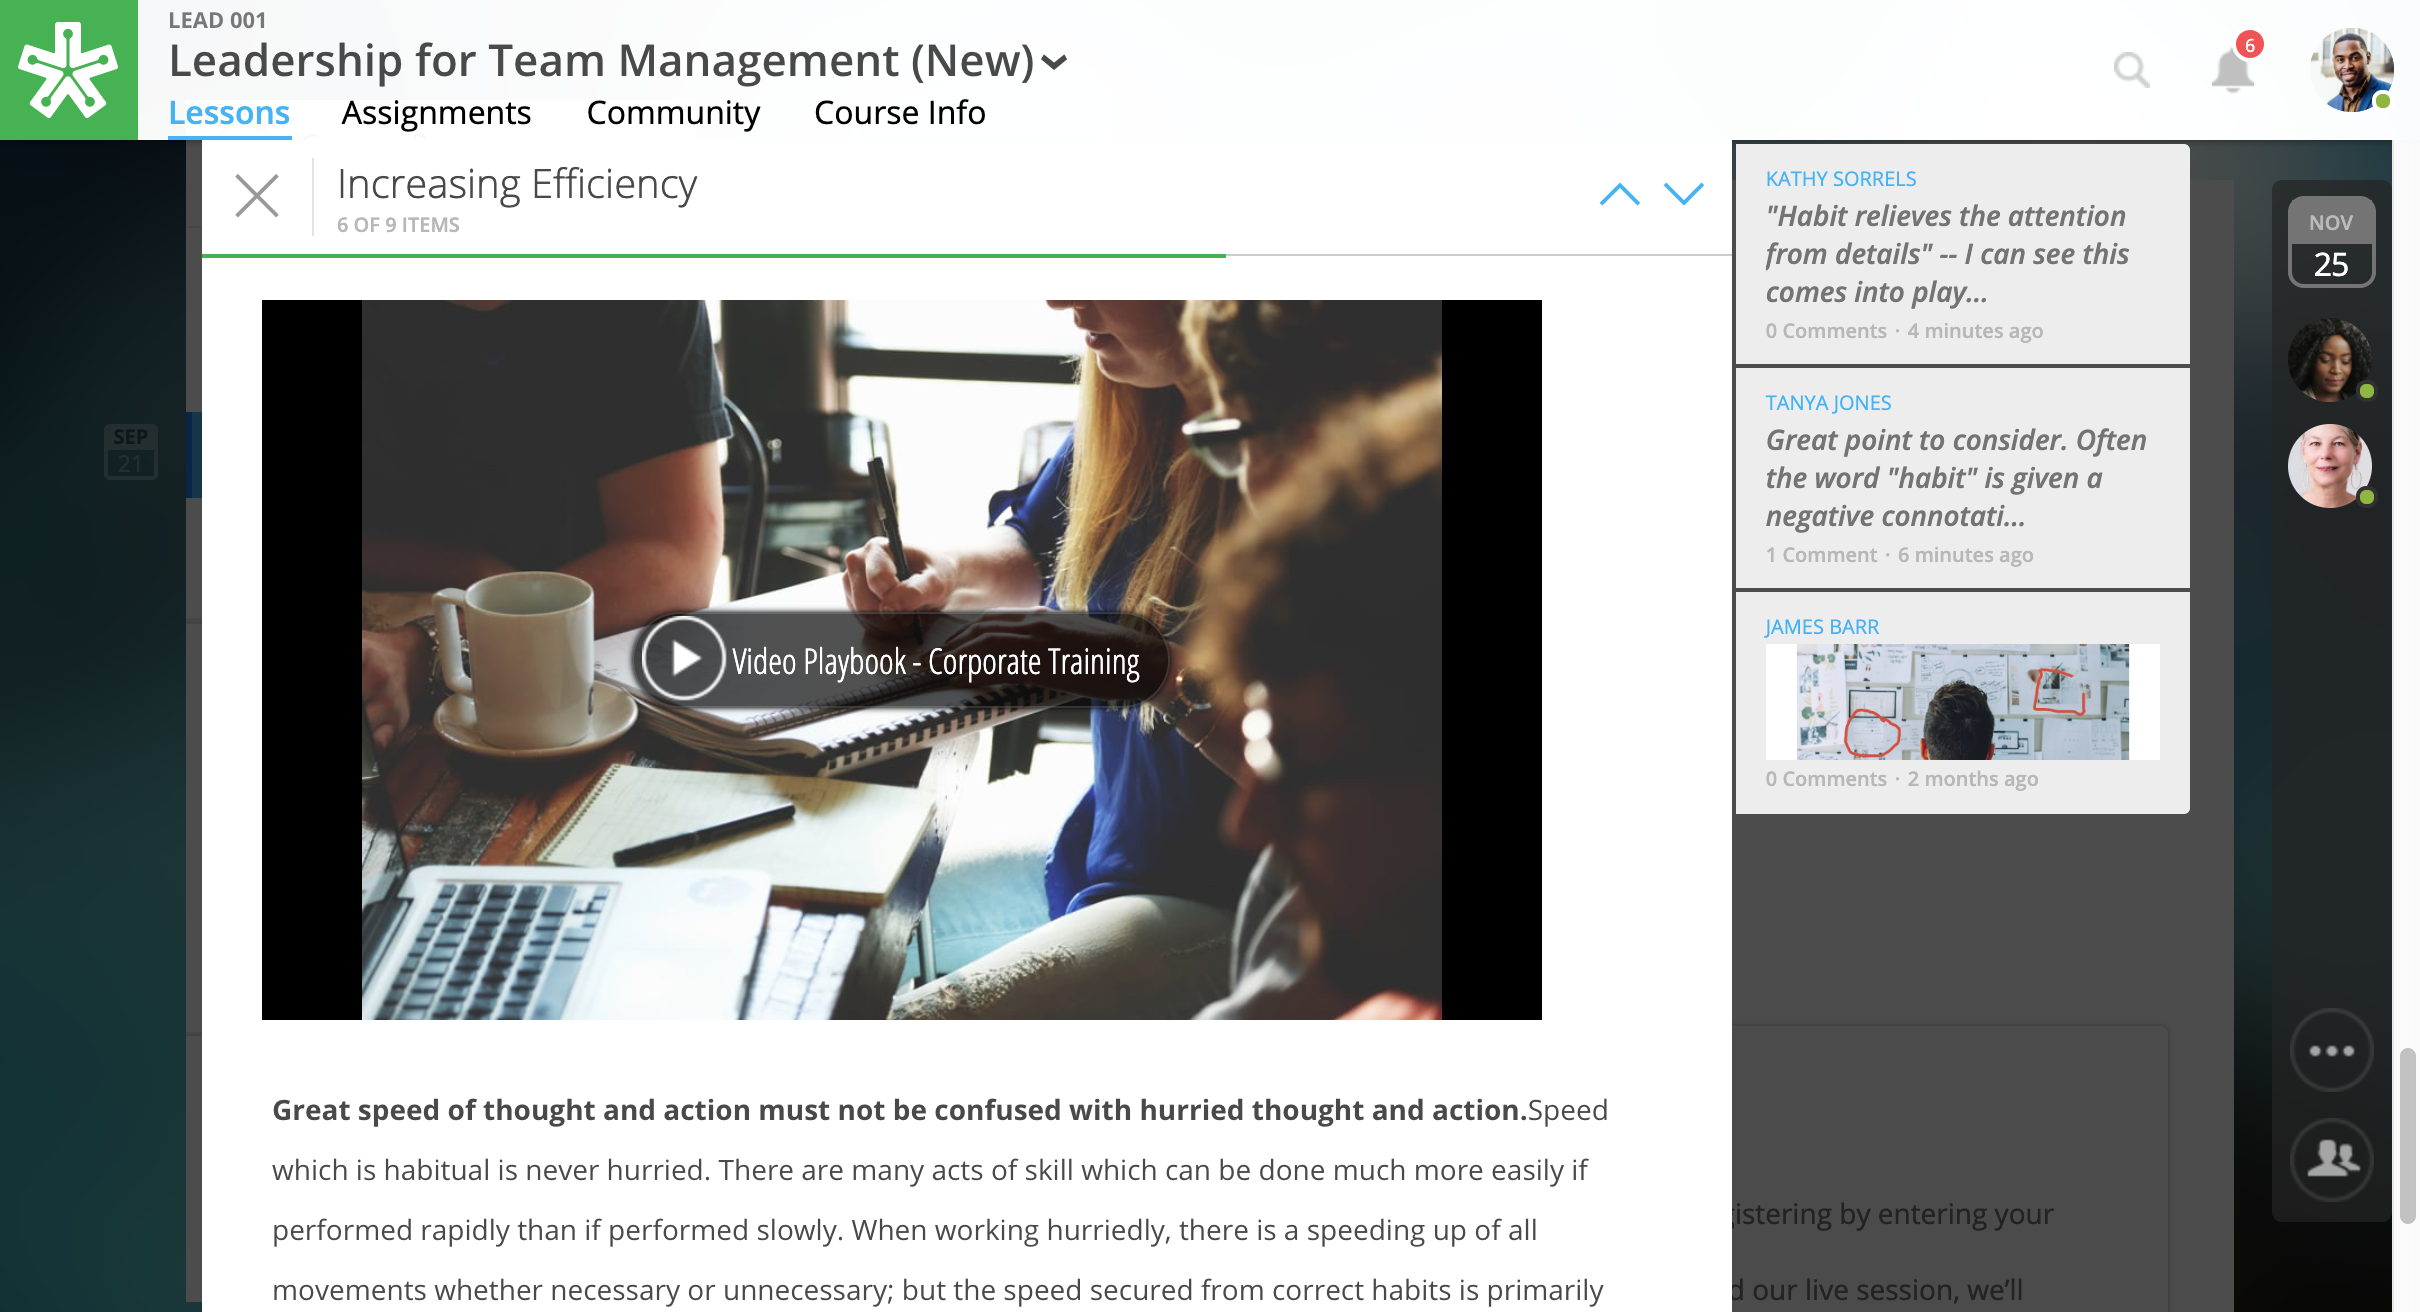 LEAD 001
Leadership for Team Management (New)
Lessons
Assignments
Community
Course Info
6
Increasing Efficiency
6 OF 9 ITEMS
SEP
21
Video Playbook - Corporate Training
Great speed of thought and action must not be confused with hurried thought and action.Speed
which is habitual is never hurried. There are many acts of skill which can be done much more easily if
performed rapidly than if performed slowly. When working hurriedly, there is a speeding up of all
movements whether necessary or unnecessary; but the speed secured from correct habits is primarily
KATHY SORRELS
"Habit relieves the attention
from details" -- I can see this
comes into play...
0 Comments · 4 minutes ago
TANYA JONES
Great point to consider. Often
the word "habit" is given a
negative connotati...
1 Comment · 6 minutes ago
JAMES BARR
0 Comments · 2 months ago
istering by entering your
d our live session, we'll
NOV
25